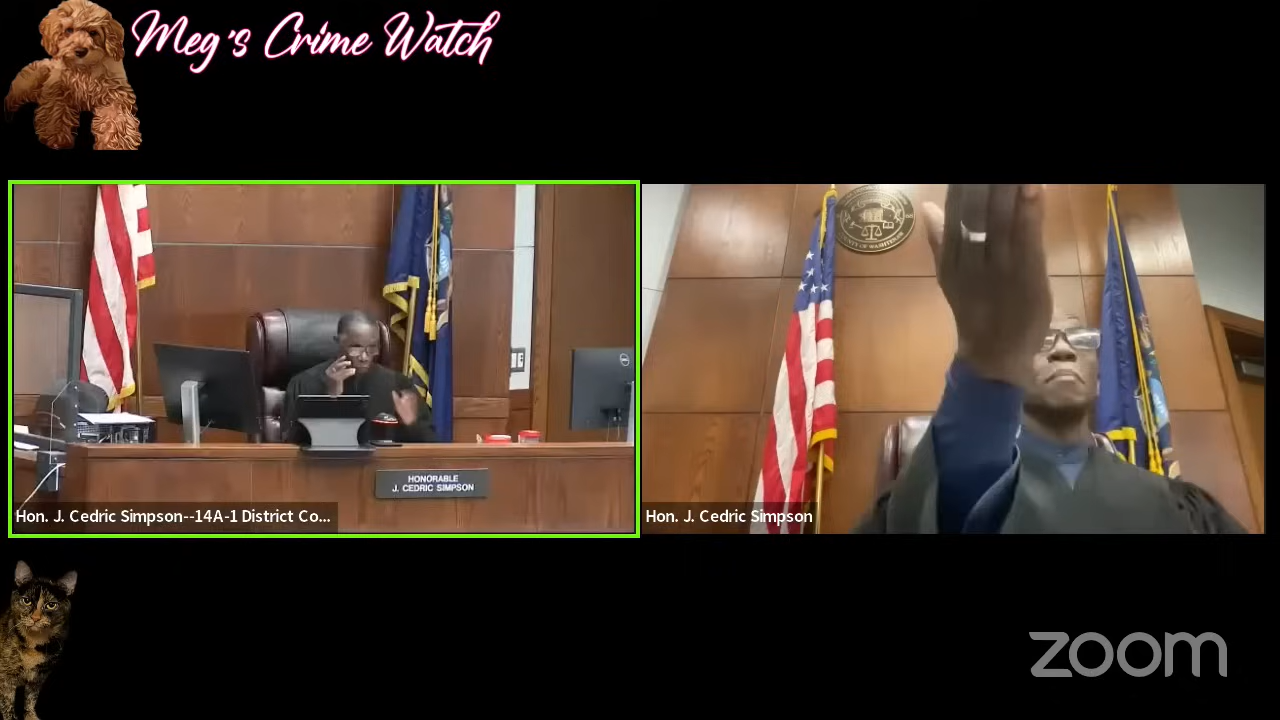 Meg's Crime Watch
HONORABLE
J. CEDRIC SIMPSON
Hon. J. Cedric Simpson--14A-1 District Co...
Hon. J. Cedric Simpson
zoom